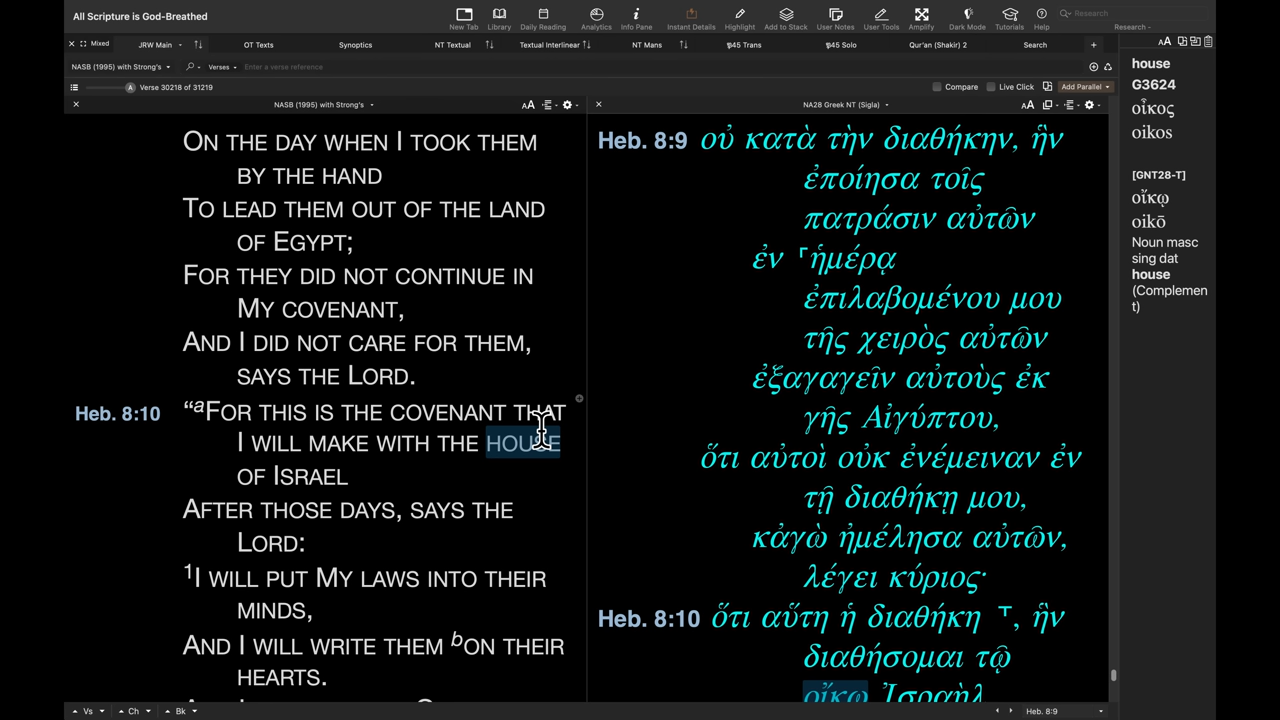 All Scripture is God-Breathed
New Tab Library Daily Reading Analytics Info Pane Instant Details Highlight Add to Stack User Notes User Tools Amplify Dark Mode Tutorials Help Research
Research
Mixed JRW Main OT Texts Synoptics NT Textual Textual Interlinear NT Mans 𝔓45 Trans 𝔓45 Solo Qur'an (Shakir) 2 Search +
NASB (1995) with Strong's Verses Enter a verse reference
A Verse 30218 of 31219 Compare Live Click Add Parallel
NASB (1995) with Strong's AA
ON THE DAY WHEN I TOOK THEM
BY THE HAND
TO LEAD THEM OUT OF THE LAND
OF EGYPT;
FOR THEY DID NOT CONTINUE IN
MY COVENANT,
AND I DID NOT CARE FOR THEM,
SAYS THE LORD.
Heb. 8:10 “aFOR THIS IS THE COVENANT THAT
I WILL MAKE WITH THE HOUSE
OF ISRAEL
AFTER THOSE DAYS, SAYS THE
LORD:
1I WILL PUT MY LAWS INTO THEIR
MINDS,
AND I WILL WRITE THEM bON THEIR
HEARTS.
NA28 Greek NT (Sigla) AA
Heb. 8:9 οὐ κατὰ τὴν διαθήκην, ἣν
ἐποίησα τοῖς
πατράσιν αὐτῶν
ἐν ⸀ἡμέρᾳ
ἐπιλαβομένου μου
τῆς χειρὸς αὐτῶν
ἐξαγαγεῖν αὐτοὺς ἐκ
γῆς Αἰγύπτου,
ὅτι αὐτοὶ οὐκ ἐνέμειναν ἐν
τῇ διαθήκῃ μου,
κἀγὼ ἠμέλησα αὐτῶν,
λέγει κύριος·
Heb. 8:10 ὅτι αὕτη ἡ διαθήκη ⸆, ἣν
διαθήσομαι τῷ
οἴκῳ Ἰσραὴλ
AA
house
G3624
οἶκος
oikos
[GNT28-T]
οἴκῳ
oikō
Noun masc
sing dat
house
(Complemen
t)
Vs Ch Bk Heb. 8:9